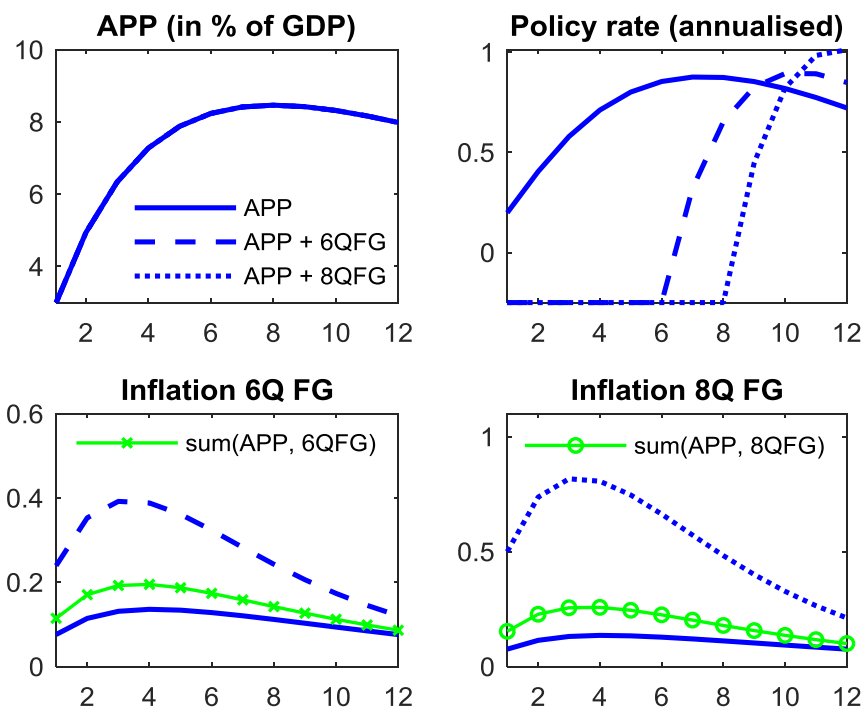 APP (in % of GDP)
10
8
6
4
APP
APP + 6QFG
APP + 8QFG
2 4 6 8 10 12
Policy rate (annualised)
1
0.5
0
2 4 6 8 10 12
Inflation 6Q FG
0.6
0.4
0.2
0
sum(APP, 6QFG)
2 4 6 8 10 12
Inflation 8Q FG
1
0.5
0
sum(APP, 8QFG)
2 4 6 8 10 12